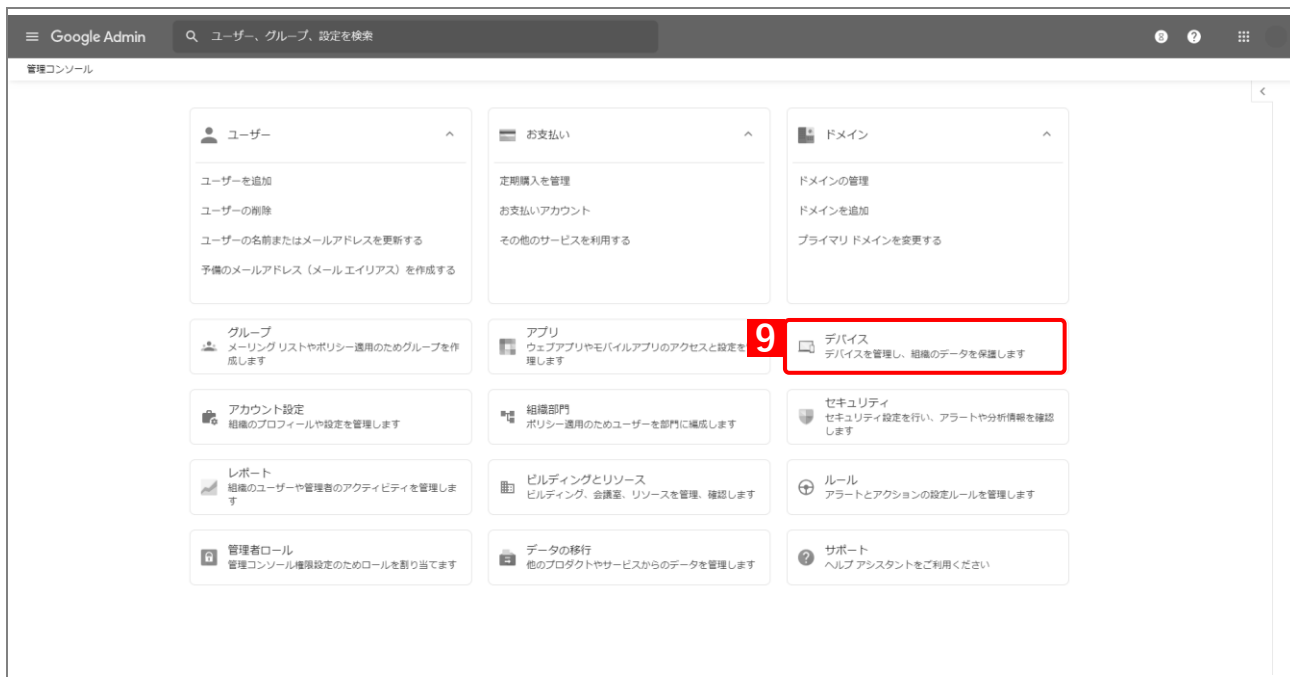 Google Admin
ユーザー、グループ、設定を検索
管理コンソール
ユーザー
ユーザーを追加
ユーザーの削除
ユーザーの名前またはメールアドレスを更新する
予備のメールアドレス（メール エイリアス）を作成する
お支払い
定期購入を管理
お支払いアカウント
その他のサービスを利用する
ドメイン
ドメインの管理
ドメインを追加
プライマリ ドメインを変更する
グループ
メーリング リストやポリシー適用のためグループを作
成します
アプリ
ウェブアプリやモバイルアプリのアクセスと設定を
理します
9
デバイス
デバイスを管理し、組織のデータを保護します
アカウント設定
組織のプロフィールや設定を管理します
組織部門
ポリシー適用のためユーザーを部門に編成します
セキュリティ
セキュリティ設定を行い、アラートや分析情報を確認
します
レポート
組織のユーザーや管理者のアクティビティを管理しま
す
ビルディングとリソース
ビルディング、会議室、リソースを管理、確認します
ルール
アラートとアクションの設定ルールを管理します
管理者ロール
管理コンソール権限設定のためロールを割り当てます
データの移行
他のプロダクトやサービスからのデータを管理します
サポート
ヘルプ アシスタントをご利用ください